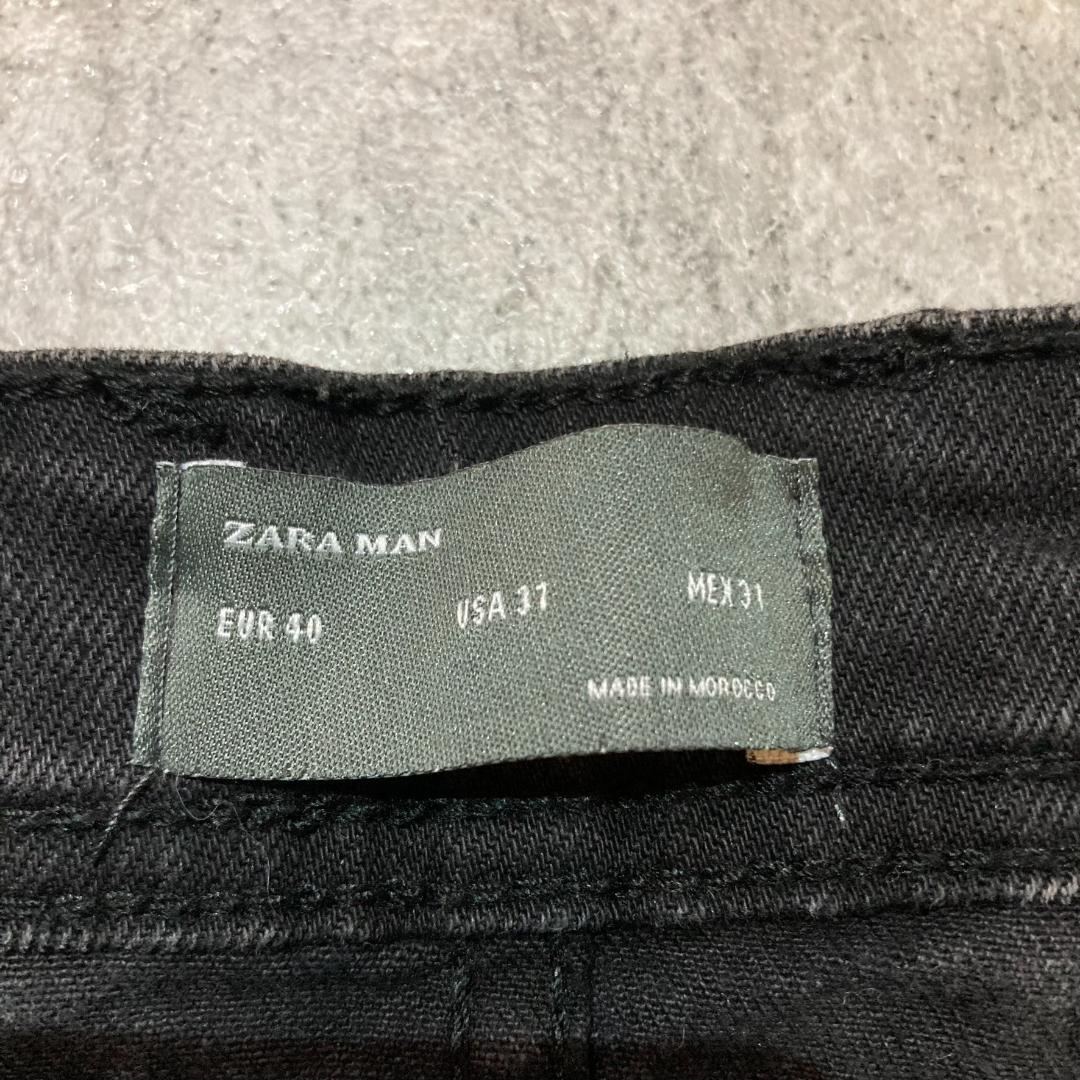 ZARA MAN
EUR 40 USA 31 MEX 31
MADE IN MOROCCO